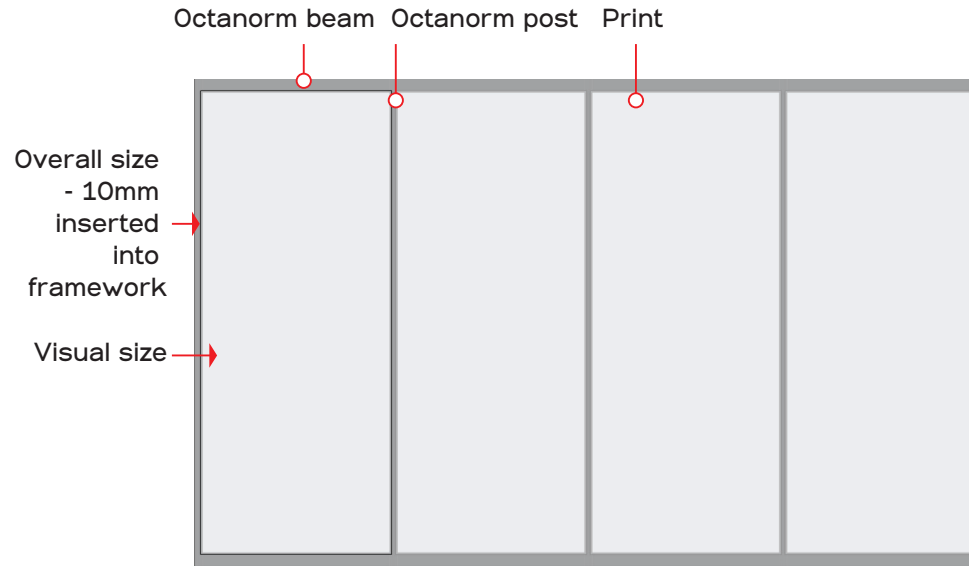 Octanorm beam
Octanorm post
Print
Overall size
- 10mm
inserted
into
framework
Visual size